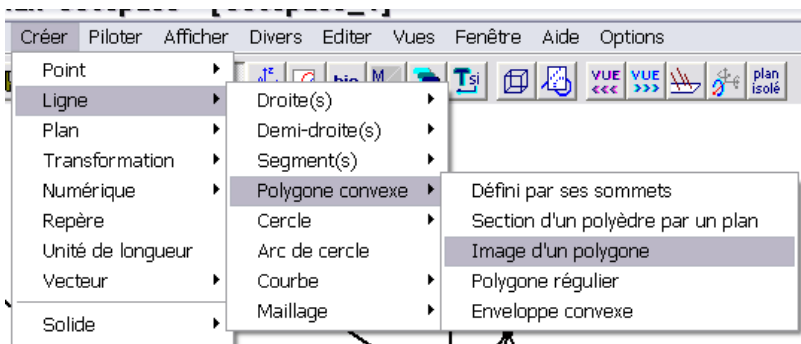 Créer Piloter Afficher Divers Editer Vues Fenêtre Aide Options
Point
Ligne
Plan
Transformation
Numérique
Repère
Unité de longueur
Vecteur
Solide
bio M Tsi VUE <<< VUE >>> plan isolé
Droite(s)
Demi-droite(s)
Segment(s)
Polygone convexe
Cercle
Arc de cercle
Courbe
Maillage
Défini par ses sommets
Section d'un polyèdre par un plan
Image d'un polygone
Polygone régulier
Enveloppe convexe